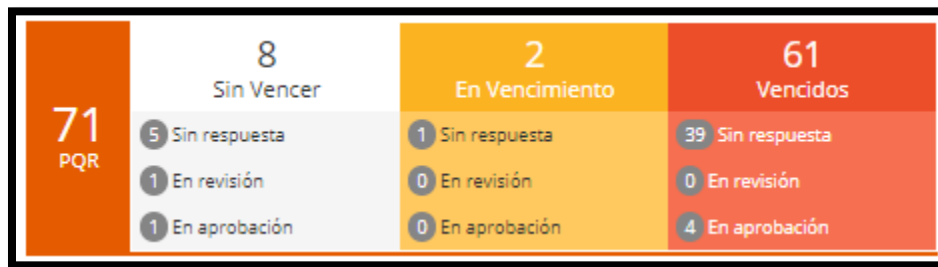 71
PQR
8
Sin Vencer
5 Sin respuesta
1 En revisión
1 En aprobación
2
En Vencimiento
1 Sin respuesta
0 En revisión
0 En aprobación
61
Vencidos
39 Sin respuesta
0 En revisión
4 En aprobación